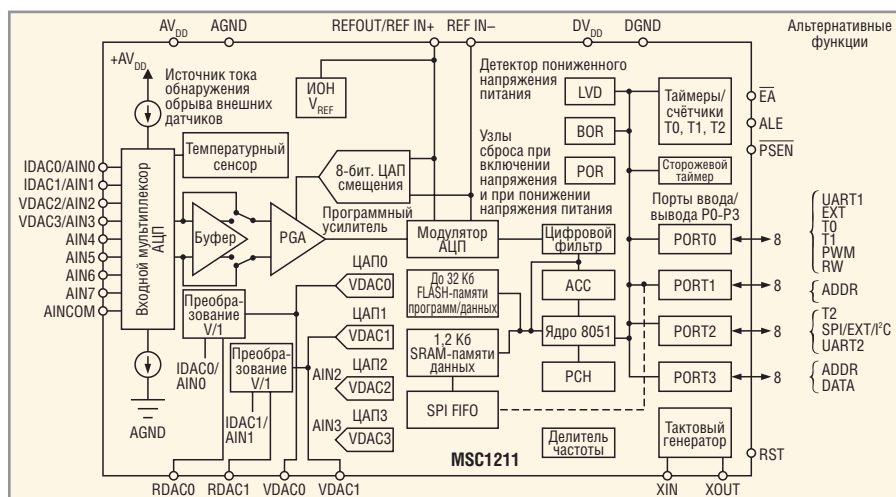 AVDD
AGND
REFOUT/REF IN+
REF IN–
DVDD
DGND
Альтернативные
функции
+AVDD
Источник тока
обнаружения
обрыва внешних
датчиков
ИОН
VREF
Детектор пониженного
напряжения
питания
LVD
BOR
POR
Таймеры/
счётчики
T0, T1, T2
EA
ALE
PSEN
Температурный
сенсор
8-бит. ЦАП
смещения
Узлы
сброса при
включении
напряжения
и при понижении
напряжения питания
Сторожевой
таймер
IDAC0/AIN0
IDAC1/AIN1
VDAC2/AIN2
VDAC3/AIN3
AIN4
AIN5
AIN6
AIN7
AINCOM
Входной мультиплексор
АЦП
Буфер
PGA
Программный
усилитель
Модулятор
АЦП
Цифровой
фильтр
Порты ввода/
вывода P0-P3
PORT0
8
UART1
EXT
T0
T1
PWM
RW
PORT1
8
ADDR
PORT2
8
T2
SPI/EXT/I²C
UART2
PORT3
8
ADDR
DATA
Преобра-
зование
V/1
Преобра-
зование
V/1
IDAC0/
AIN0
IDAC1/
AIN1
ЦАП0
VDAC0
ЦАП1
VDAC1
AIN2
ЦАП2
VDAC2
AIN3
ЦАП3
VDAC3
До 32 Кб
FLASH-памяти
программ/данных
1,2 Кб
SRAM-памяти
данных
SPI FIFO
ACC
Ядро 8051
PCH
AGND
MSC1211
Делитель
частоты
Тактовый
генератор
RST
RDAC0
RDAC1
VDAC0
VDAC1
XIN
XOUT